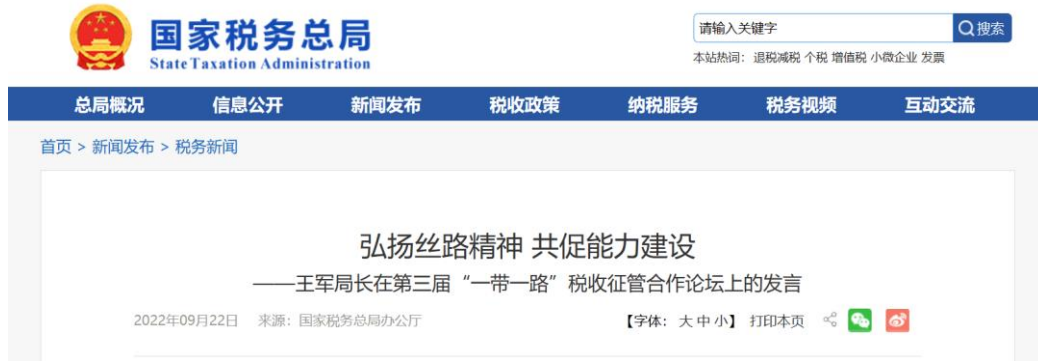 国家税务总局
State Taxation Administration
请输入关键字
搜索
本站热词： 退税减税 个税 增值税 小微企业 发票
总局概况 信息公开 新闻发布 税收政策 纳税服务 税务视频 互动交流
首页 > 新闻发布 > 税务新闻
弘扬丝路精神 共促能力建设
——王军局长在第三届“一带一路”税收征管合作论坛上的发言
2022年09月22日 来源：国家税务总局办公厅 【字体： 大 中 小】 打印本页